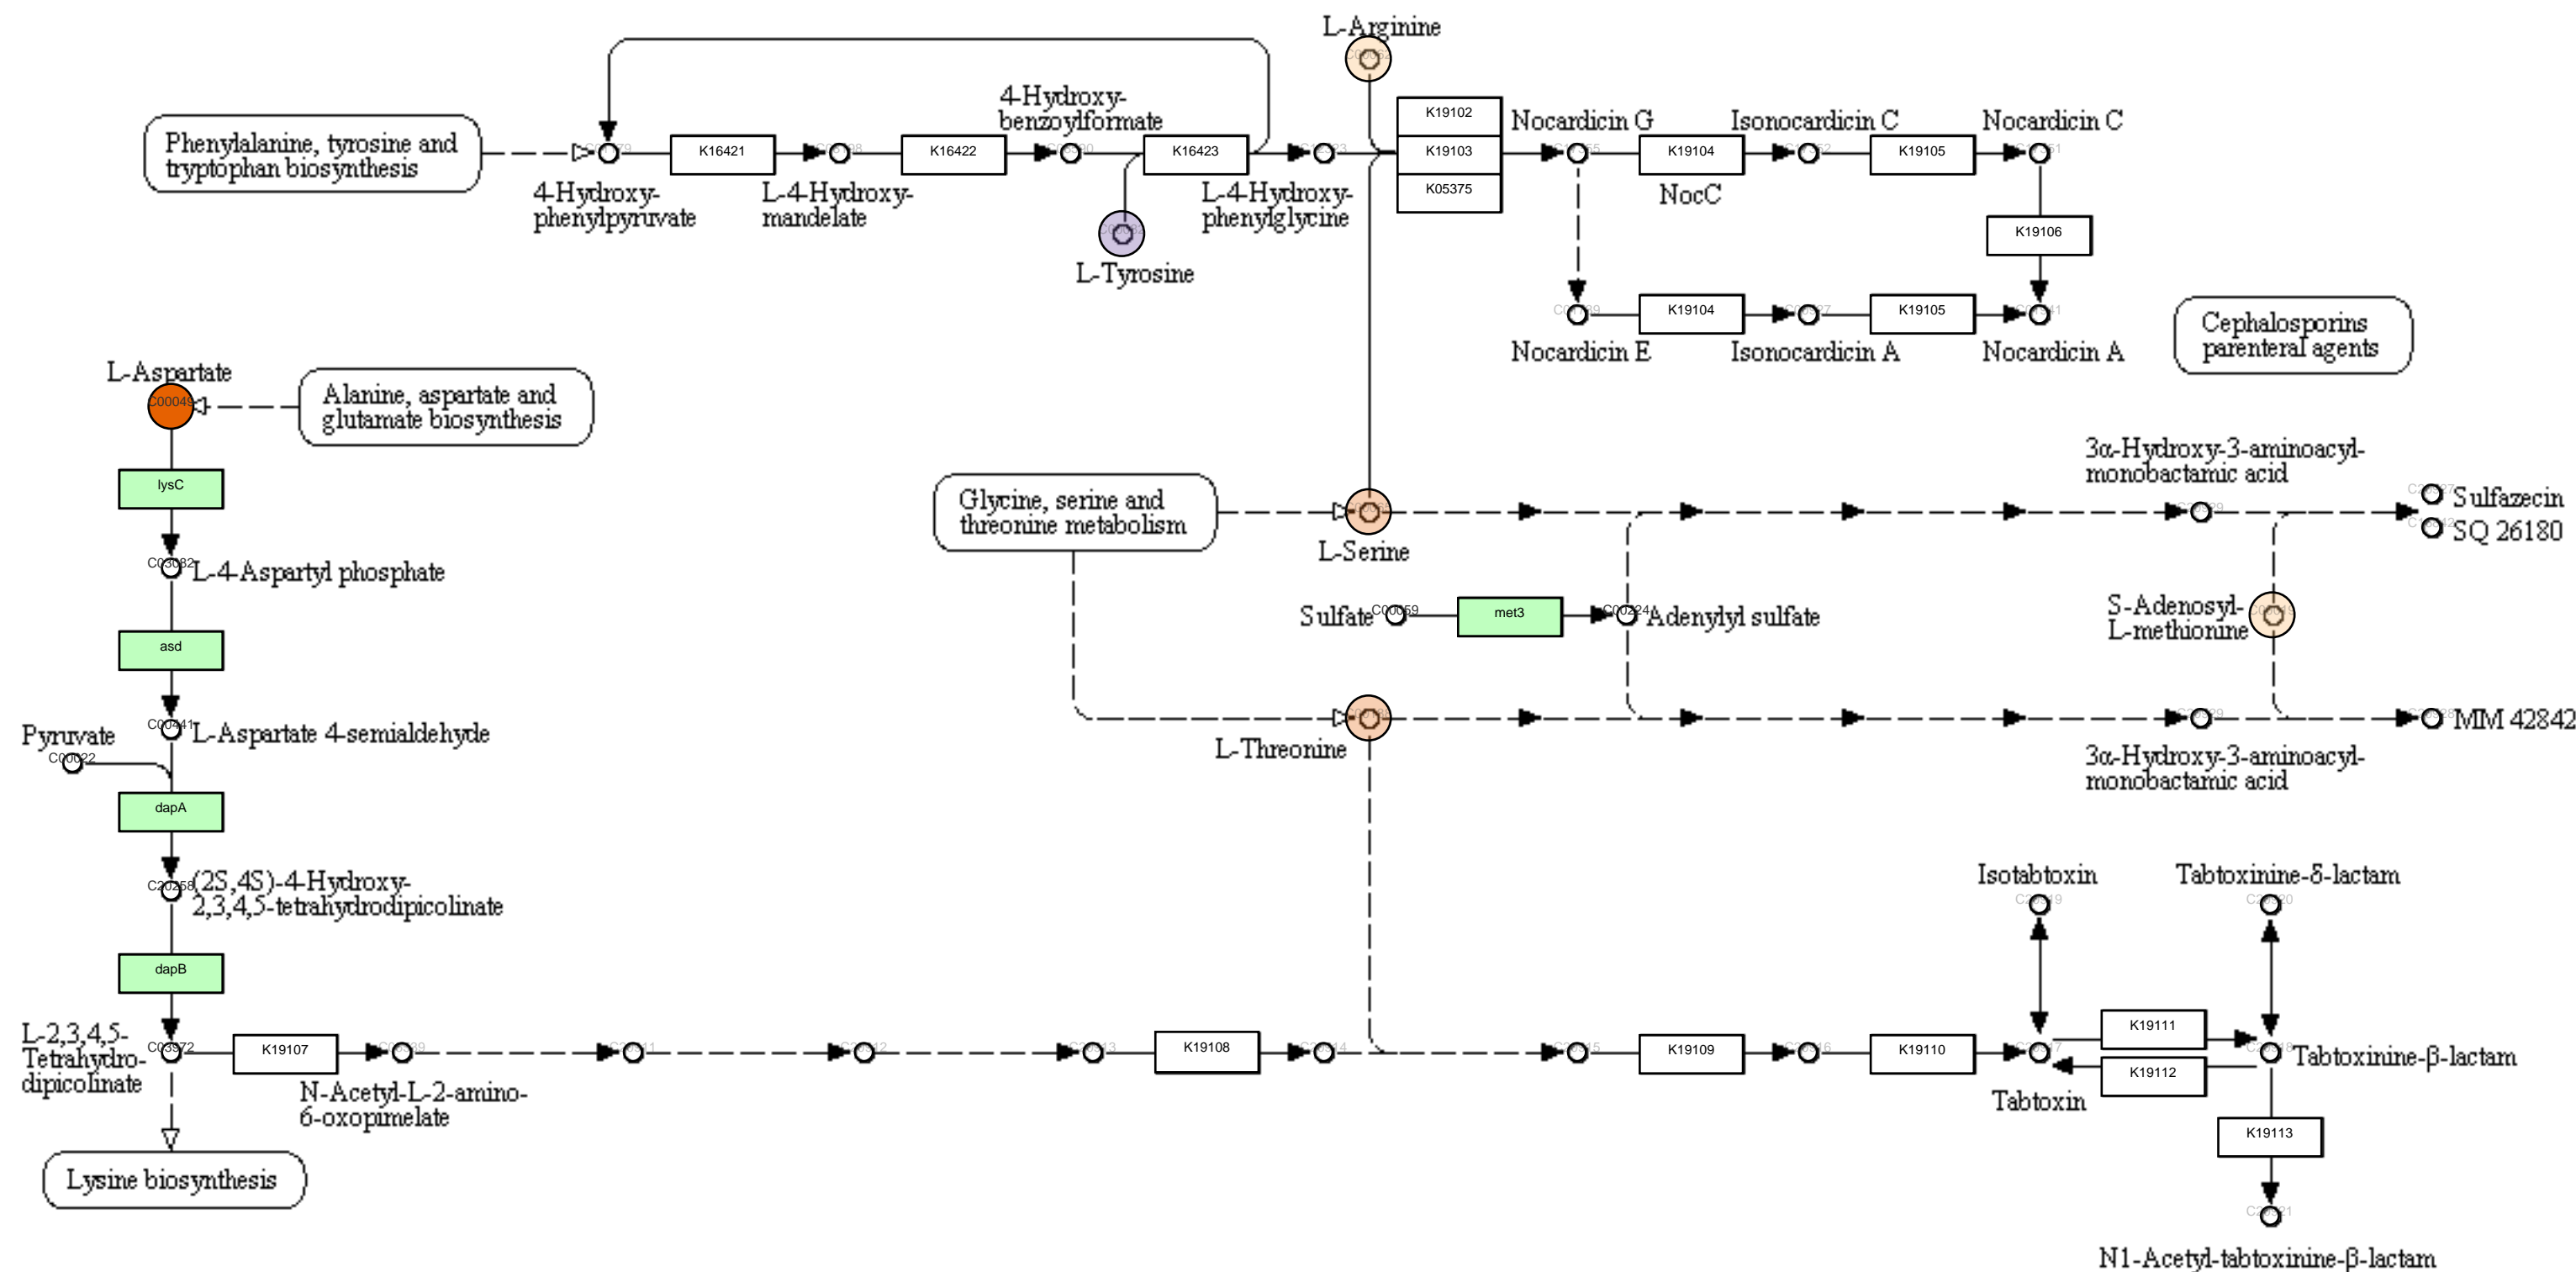 L-Arginine
4-Hydroxy-
benzoylformate
Phenylalanine, tyrosine and
tryptophan biosynthesis
K16421
K16422
K16423
K19102
K19103
K05375
Nocardicin G
K19104
NocC
Isonocardicin C
K19105
Nocardicin C
4-Hydroxy-
phenylpyruvate
L-4-Hydroxy-
mandelate
L-4-Hydroxy-
phenylglycine
L-Tyrosine
K19106
K19104
K19105
Nocardicin E
Isonocardicin A
Nocardicin A
Cephalosporins
parenteral agents
L-Aspartate
C00049
Alanine, aspartate and
glutamate biosynthesis
lysC
C03082
L-4-Aspartyl phosphate
asd
C00441
L-Aspartate 4-semialdehyde
Pyruvate
C00022
dapA
C20258
(2S,4S)-4-Hydroxy-
2,3,4,5-tetrahydrodipicolinate
dapB
Glycine, serine and
threonine metabolism
L-Serine
3α-Hydroxy-3-aminoacyl-
monobactamic acid
Sulfazecin
SQ 26180
Sulfate
C00059
met3
C00224
Adenylyl sulfate
S-Adenosyl-
L-methionine
L-Threonine
3α-Hydroxy-3-aminoacyl-
monobactamic acid
MM 42842
Isotabtoxin
Tabtoxinine-δ-lactam
L-2,3,4,5-
Tetrahydro-
dipicolinate
C03972
K19107
N-Acetyl-L-2-amino-
6-oxopimelate
K19108
K19109
K19110
Tabtoxin
K19111
K19112
Tabtoxinine-β-lactam
K19113
N1-Acetyl-tabtoxinine-β-lactam
Lysine biosynthesis